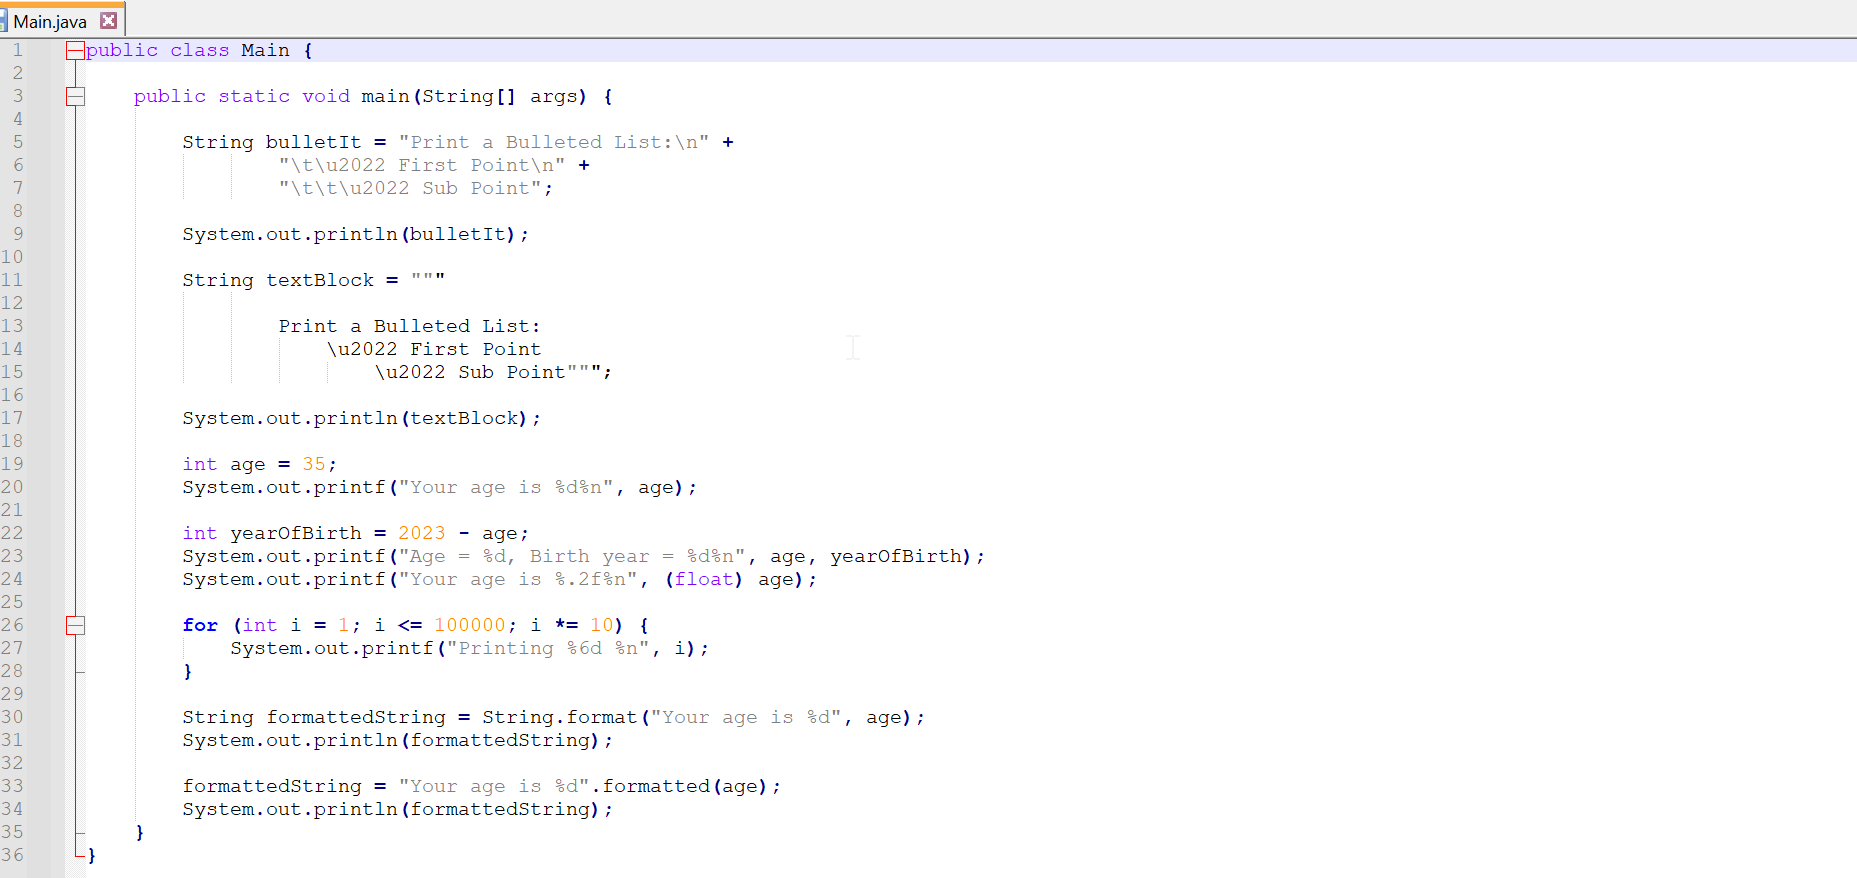 Main.java
1 public class Main {
2
3     public static void main(String[] args) {
4
5         String bulletIt = "Print a Bulleted List:\n" +
6                 "\t\u2022 First Point\n" +
7                 "\t\t\u2022 Sub Point";
8
9         System.out.println(bulletIt);
10
11         String textBlock = """
12
13                 Print a Bulleted List:
14                     \u2022 First Point
15                         \u2022 Sub Point""";
16
17         System.out.println(textBlock);
18
19         int age = 35;
20         System.out.printf("Your age is %d%n", age);
21
22         int yearOfBirth = 2023 - age;
23         System.out.printf("Age = %d, Birth year = %d%n", age, yearOfBirth);
24         System.out.printf("Your age is %.2f%n", (float) age);
25
26         for (int i = 1; i <= 100000; i *= 10) {
27             System.out.printf("Printing %6d %n", i);
28         }
29
30         String formattedString = String.format("Your age is %d", age);
31         System.out.println(formattedString);
32
33         formattedString = "Your age is %d".formatted(age);
34         System.out.println(formattedString);
35     }
36 }